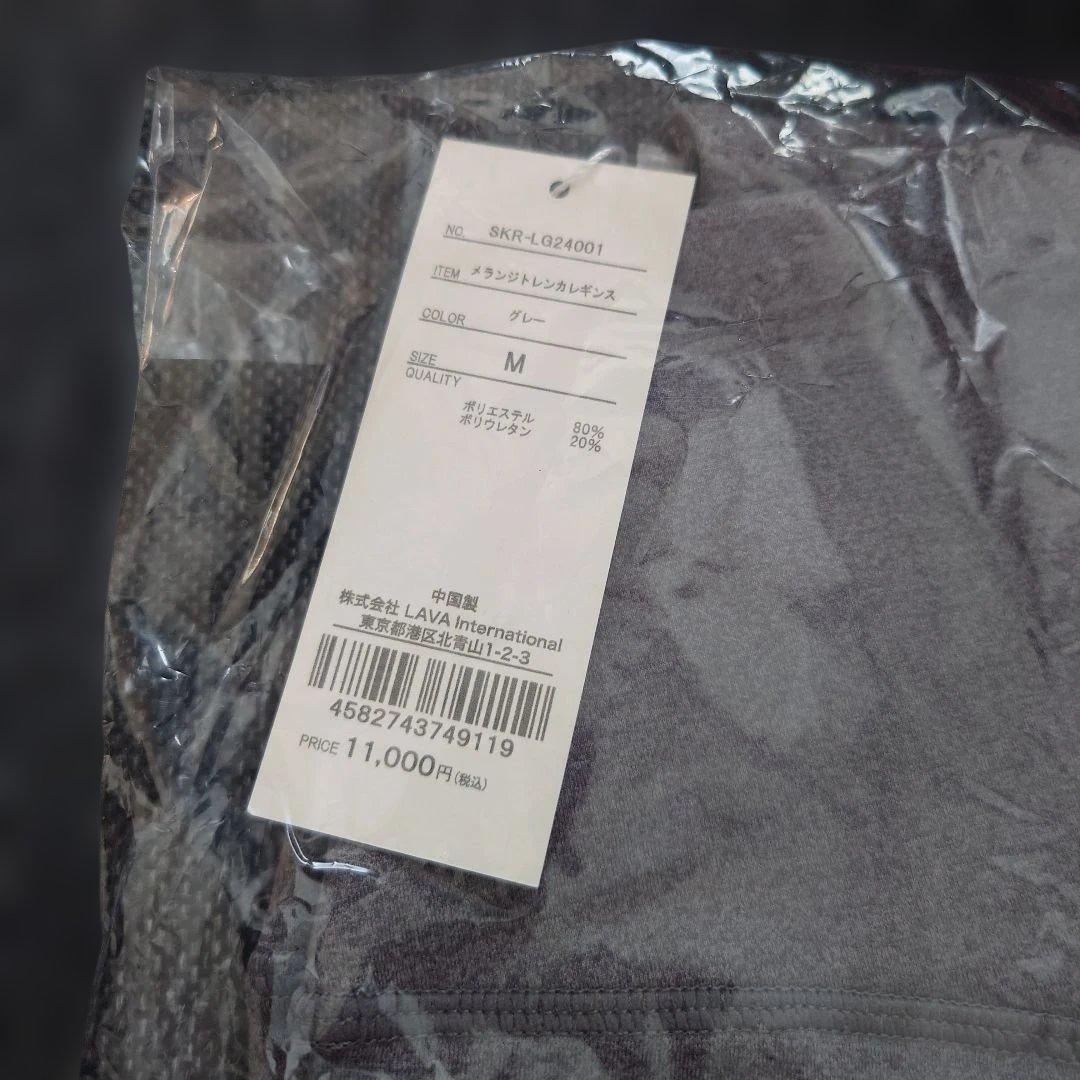 NO. SKR-LG24001
ITEM メランジトレンカレギンス
COLOR グレー
SIZE M
QUALITY
ポリエステル 80%
ポリウレタン 20%
中国製
株式会社 LAVA International
東京都港区北青山1-2-3
4582743749119
PRICE 11,000円(税込)